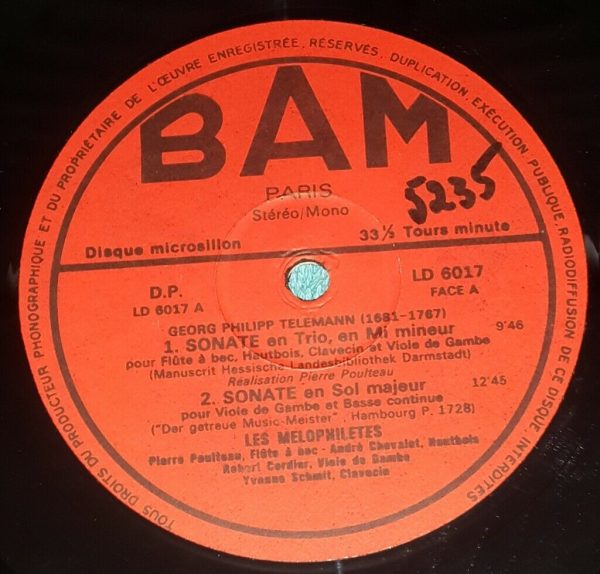 TOUS DROITS DU PRODUCTEUR PHONOGRAPHIQUE ET DU PROPRIÉTAIRE DE L'ŒUVRE ENREGISTRÉE, RÉSERVÉS, DUPLICATION, EXÉCUTION PUBLIQUE, RADIODIFFUSION DE CE DISQUE INTERDITES
BAM
PARIS
Stéréo/Mono
5235
Disque microsillon
33 1/3 Tours minute
D.P.
LD 6017
LD 6017 A
FACE A
GEORG PHILIPP TELEMANN (1681-1767)
1. SONATE en Trio, en Mi mineur 9'46
pour Flûte à bec, Hautbois, Clavecin et Viole de Gambe
(Manuscrit Hessische Landesbibliothek Darmstadt)
Réalisation Pierre Poulteau
2. SONATE en Sol majeur 12'45
pour Viole de Gambe et Basse continue
("Der getreue Music-Meister", Hambourg P. 1728)
LES MELOPHILETES
Pierre Poulteau, Flûte à bec - André Chevalet, Hautbois
Robert Cordier, Viole de Gambe
Yvonne Schmit, Clavecin